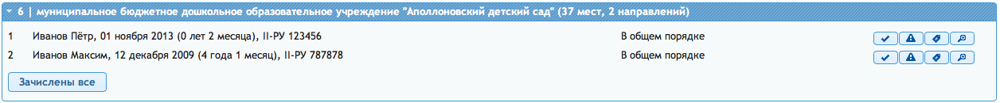 6 | муниципальное бюджетное дошкольное образовательное учреждение "Аполлоновский детский сад" (37 мест, 2 направлений)
1 Иванов Пётр, 01 ноября 2013 (0 лет 2 месяца), II-РУ 123456 В общем порядке
2 Иванов Максим, 12 декабря 2009 (4 года 1 месяц), II-РУ 787878 В общем порядке
Зачислены все